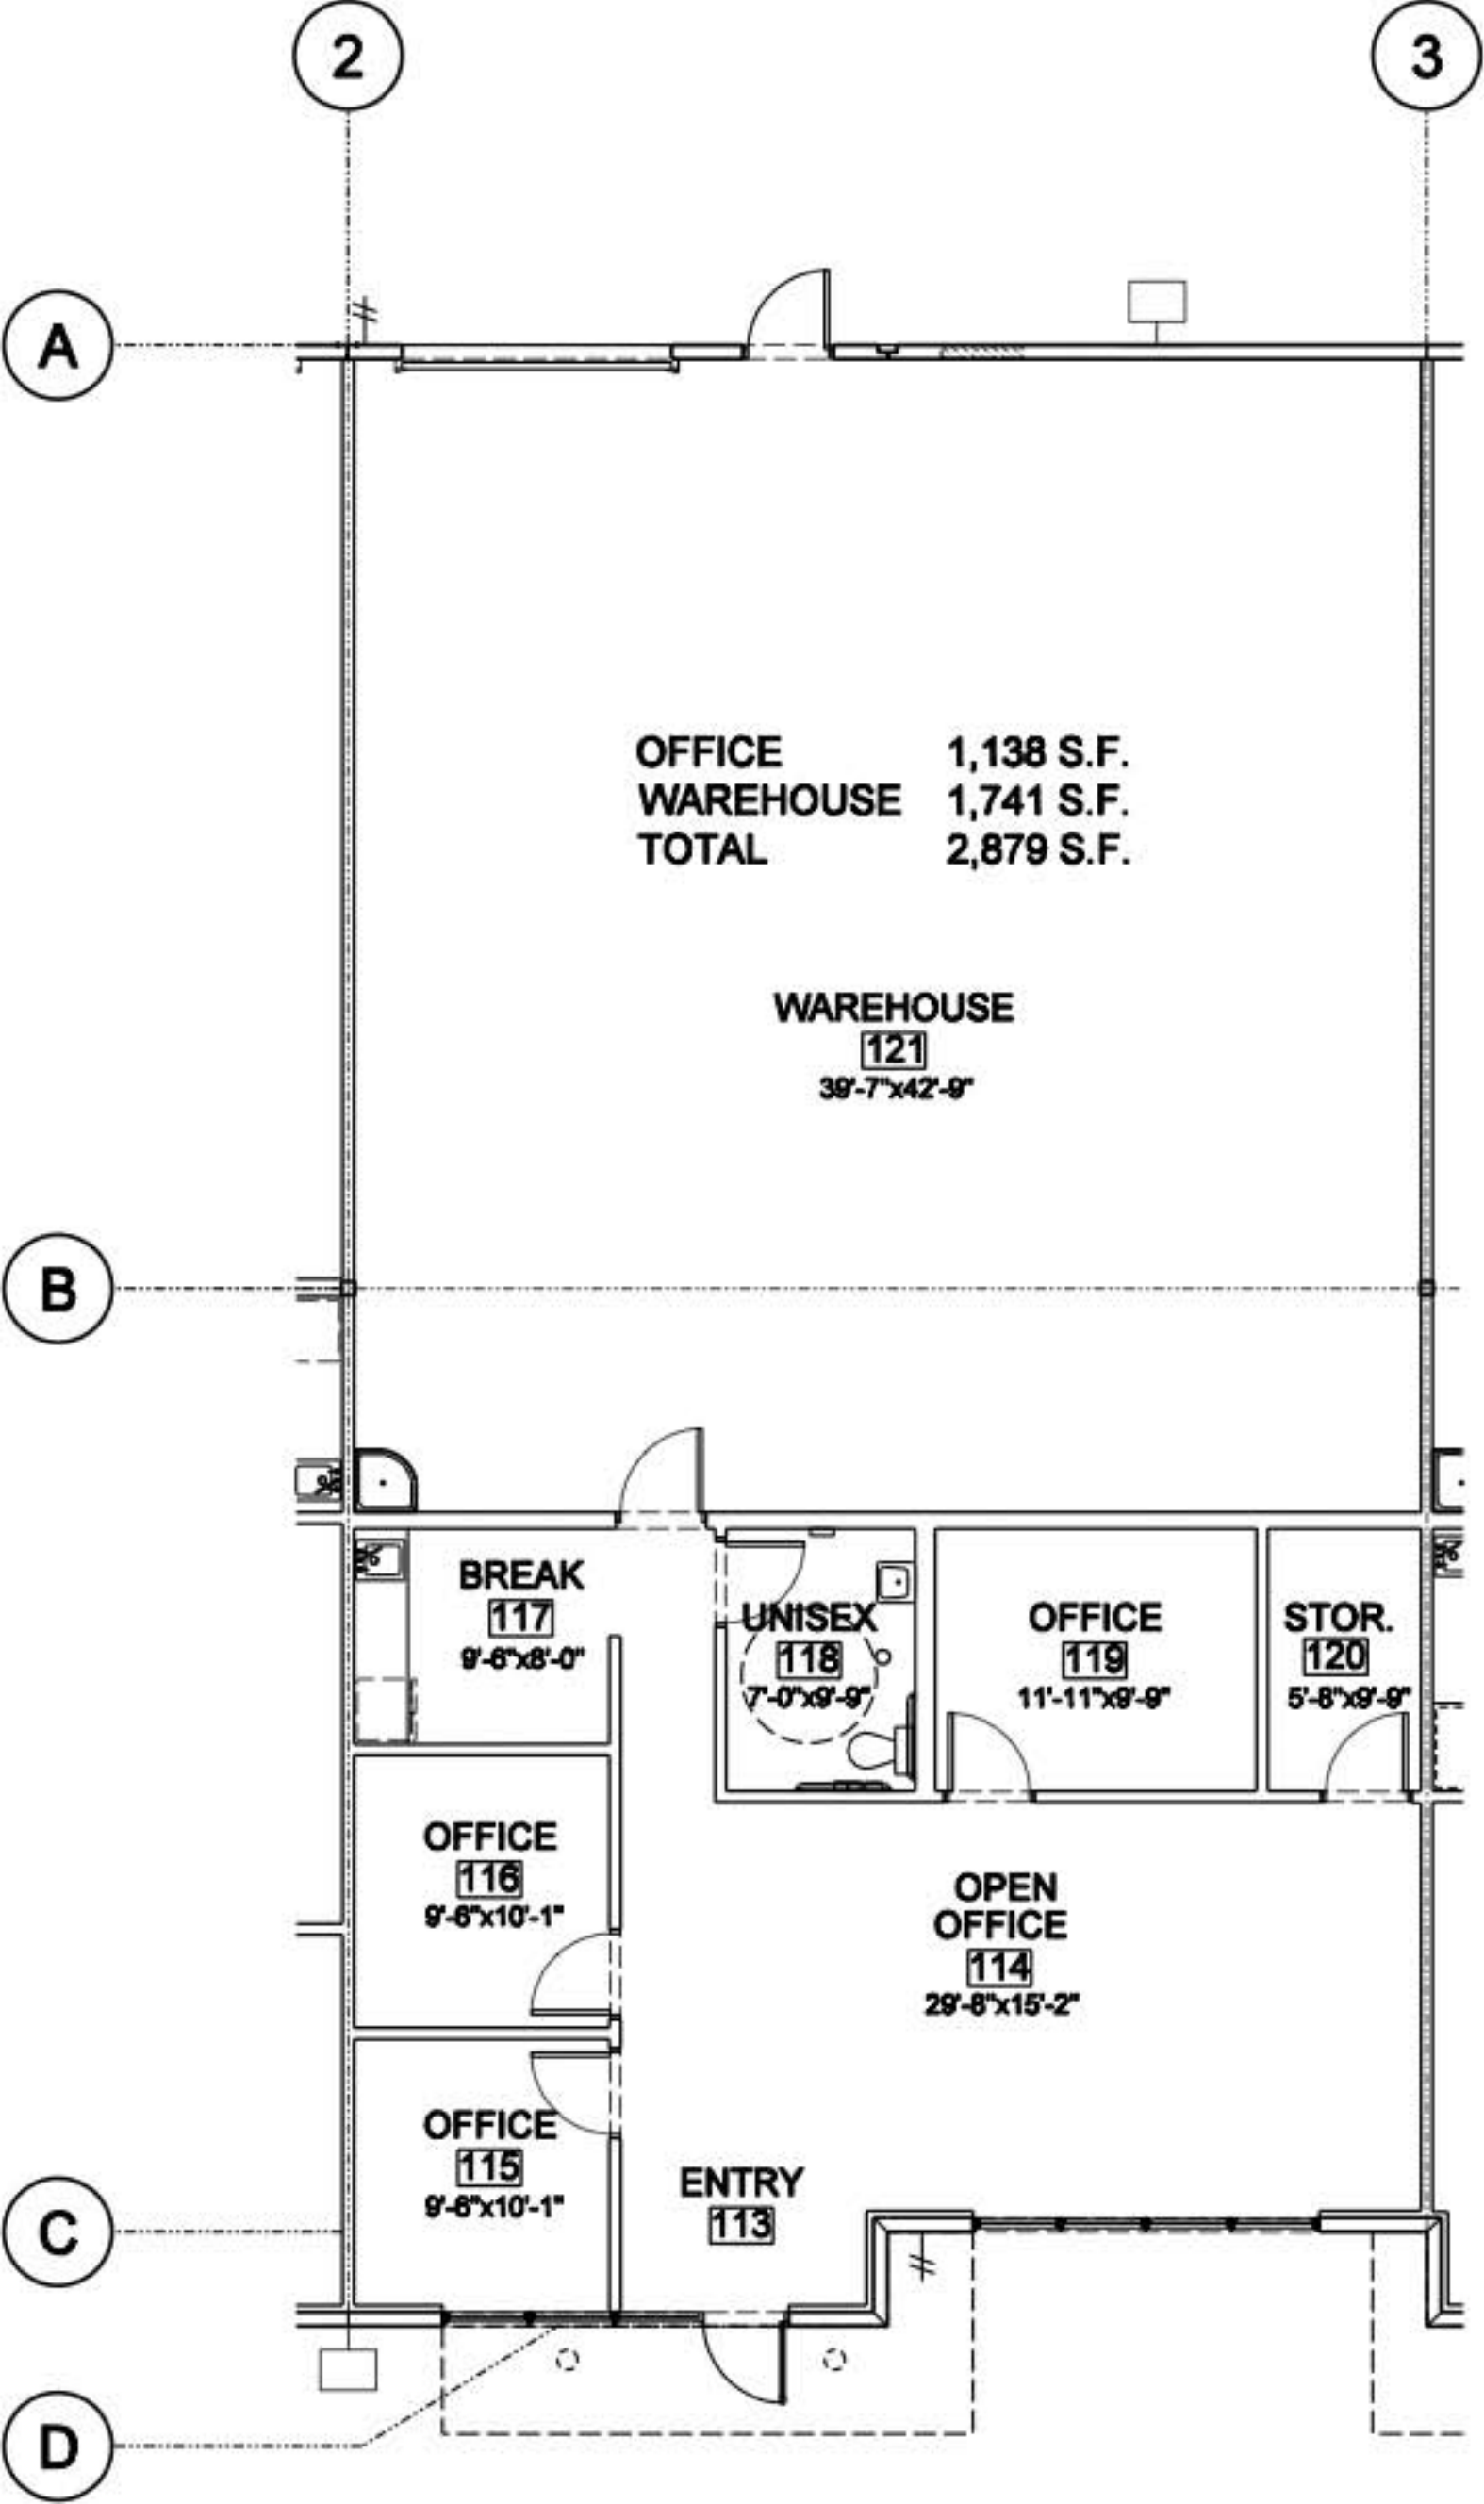 2
3
A
OFFICE 1,138 S.F.
WAREHOUSE 1,741 S.F.
TOTAL 2,879 S.F.
WAREHOUSE
121
39'-7"x42'-9"
B
BREAK
117
9'-6"x8'-0"
UNISEX
118
7'-0"x9'-9"
OFFICE
119
11'-11"x9'-9"
STOR.
120
5'-8"x9'-9"
OFFICE
116
9'-6"x10'-1"
OPEN
OFFICE
114
29'-8"x15'-2"
OFFICE
115
9'-6"x10'-1"
ENTRY
113
C
D